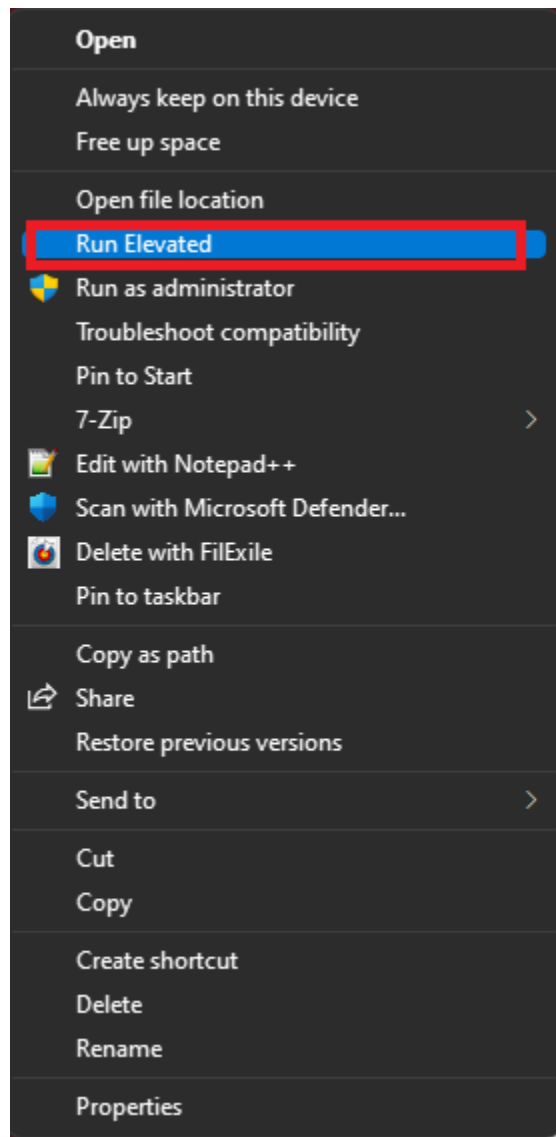 Open
Always keep on this device
Free up space
Open file location
Run Elevated
Run as administrator
Troubleshoot compatibility
Pin to Start
7-Zip
Edit with Notepad++
Scan with Microsoft Defender...
Delete with FilExile
Pin to taskbar
Copy as path
Share
Restore previous versions
Send to
Cut
Copy
Create shortcut
Delete
Rename
Properties